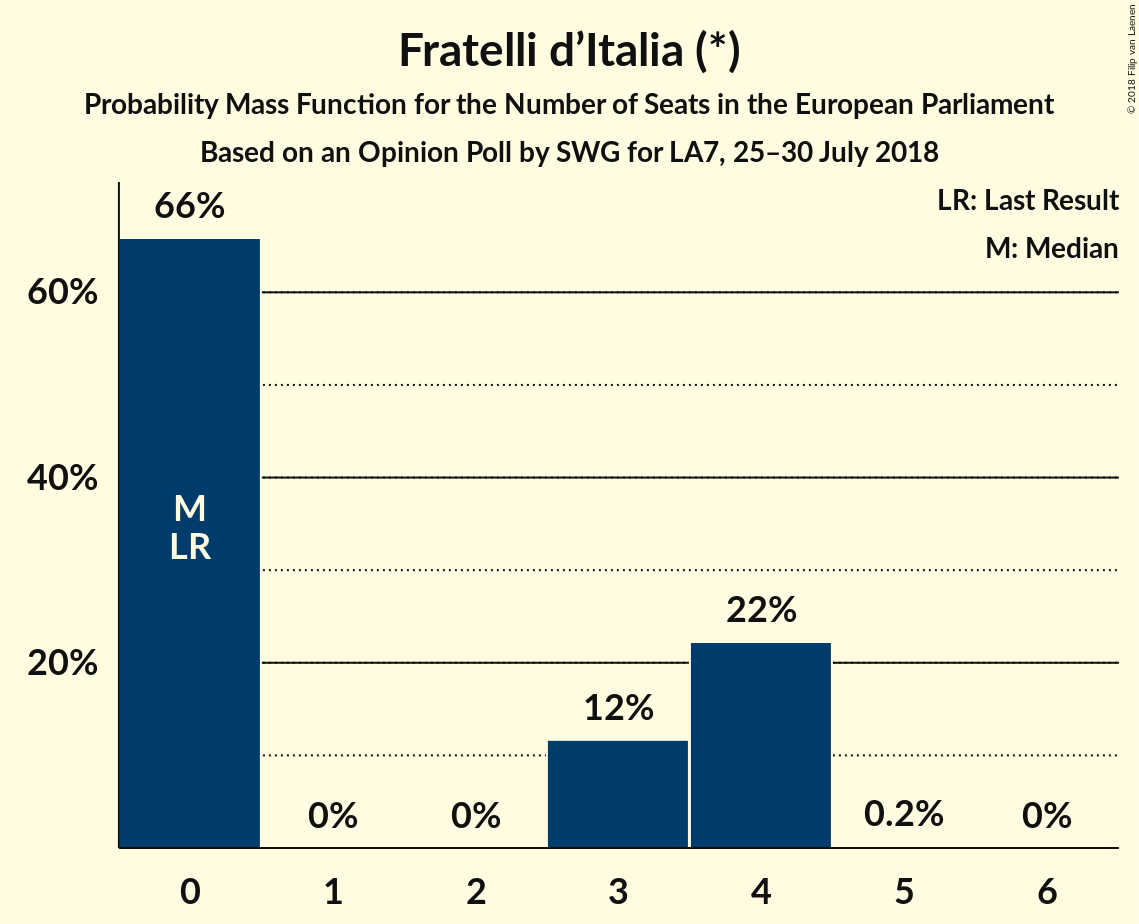 Fratelli d’Italia (*)
Probability Mass Function for the Number of Seats in the European Parliament
Based on an Opinion Poll by SWG for LA7, 25–30 July 2018
© 2018 Filip van Laenen
LR: Last Result
M: Median
66%
60%
40%
M
LR
22%
20%
12%
0%
0%
0.2%
0%
0
1
2
3
4
5
6